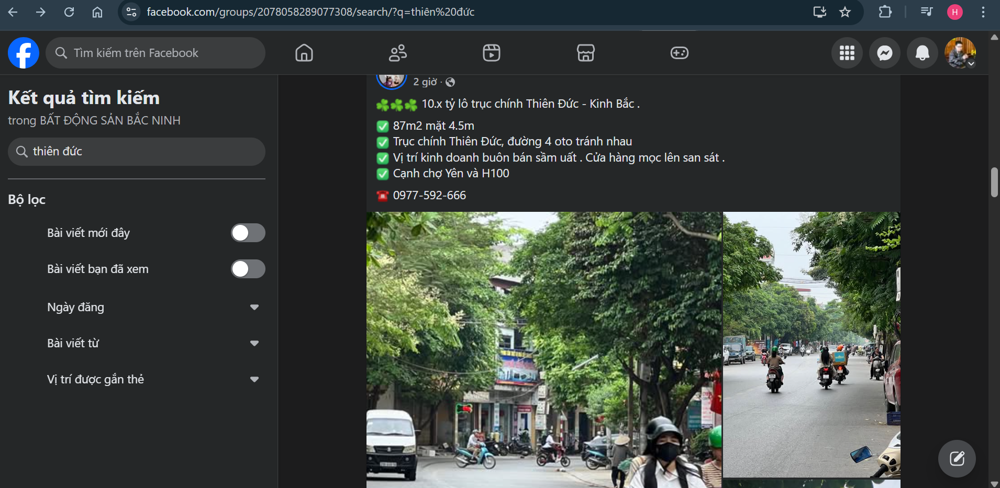 facebook.com/groups/2078058289077308/search/?q=thiên%20đức
H
Tìm kiếm trên Facebook
Kết quả tìm kiếm
trong BẤT ĐỘNG SẢN BẮC NINH
thiên đức
Bộ lọc
Bài viết mới đây
Bài viết bạn đã xem
Ngày đăng
Bài viết từ
Vị trí được gắn thẻ
2 giờ ·
☘️☘️☘️ 10.x tỷ lô trục chính Thiên Đức - Kinh Bắc .
✅ 87m2 mặt 4.5m
✅ Trục chính Thiên Đức, đường 4 oto tránh nhau
✅ Vị trí kinh doanh buôn bán sầm uất . Cửa hàng mọc lên san sát .
✅ Cạnh chợ Yên và H100
☎️ 0977-592-666